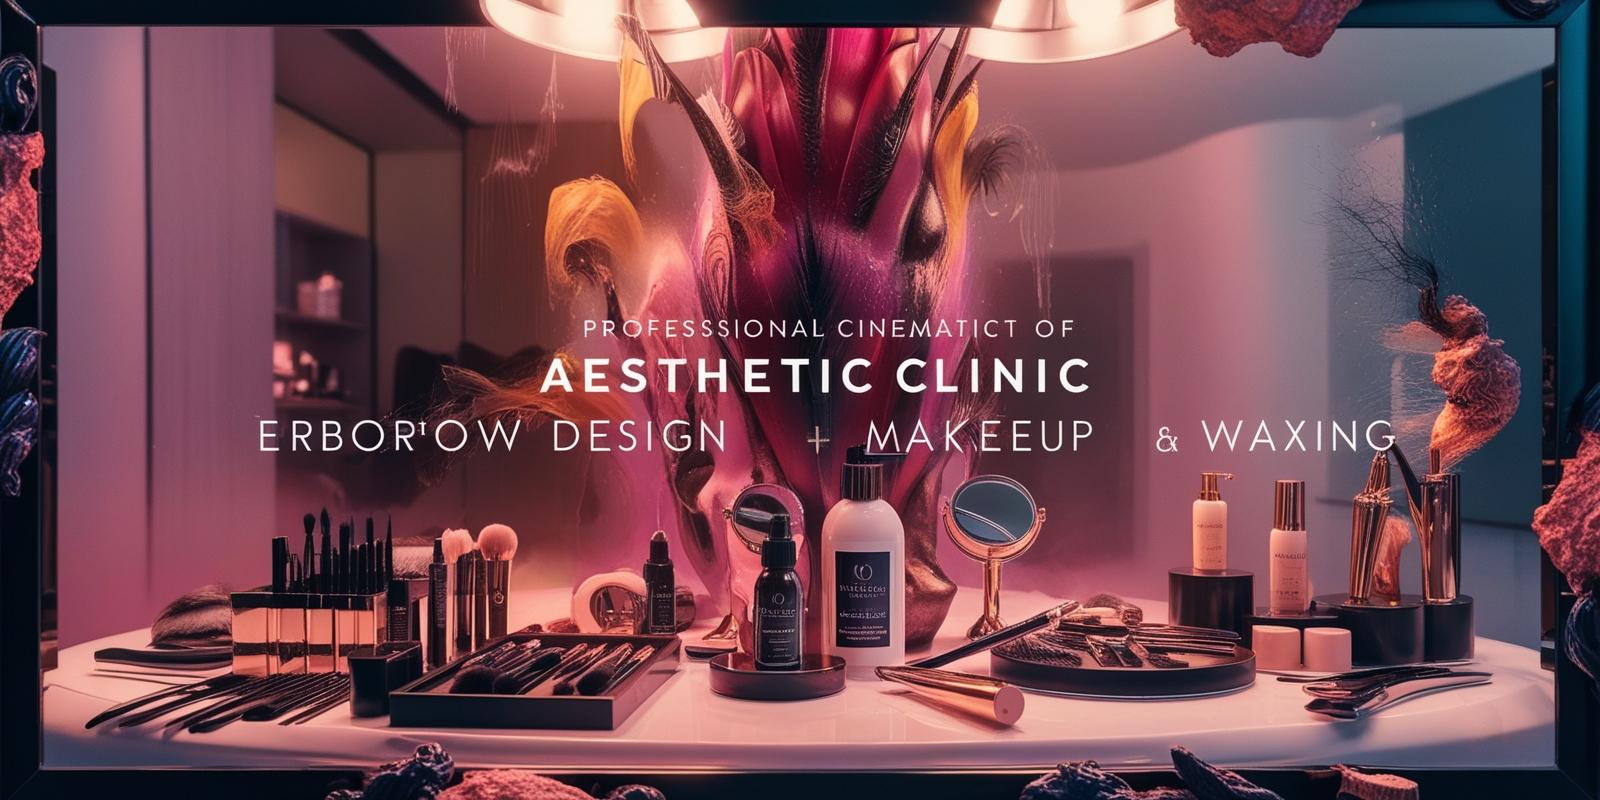 PROFESSSIONAL CINEMATICT OF
AESTHETIC CLINIC
ERBOR'OW DESIGN + MAKEEUP & WAXING